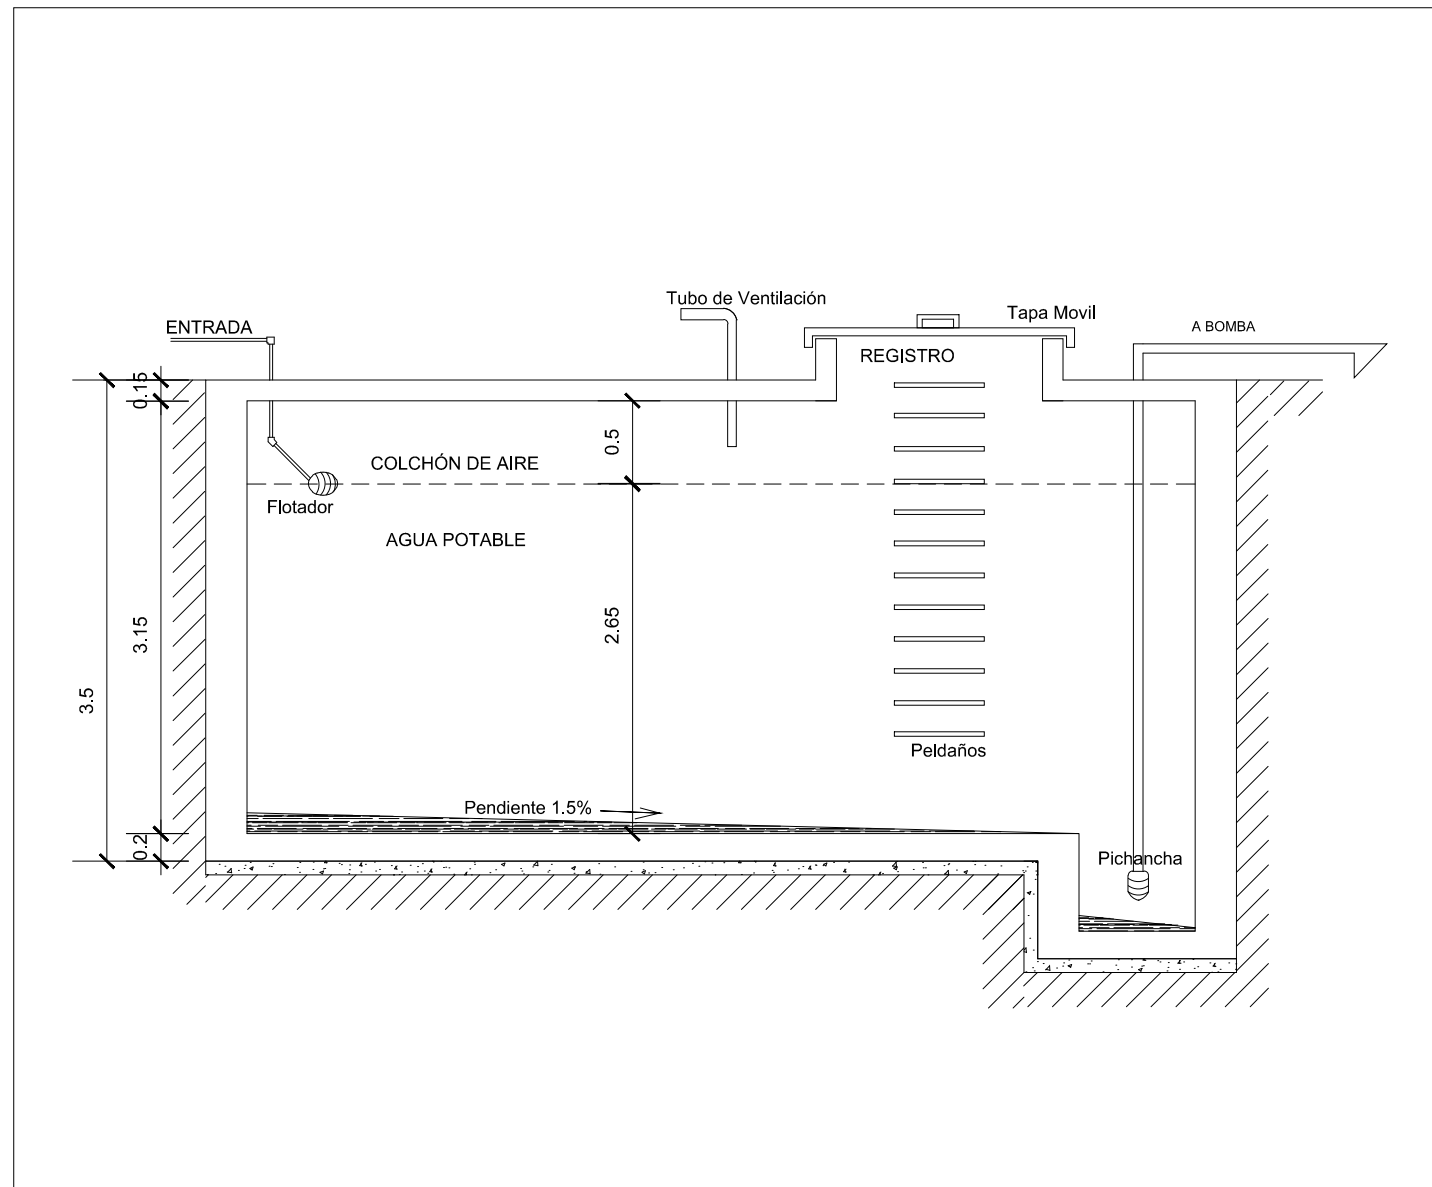 Tubo de Ventilación
Tapa Movil
ENTRADA
A BOMBA
REGISTRO
0.15
0.5
COLCHÓN DE AIRE
Flotador
AGUA POTABLE
3.15
2.65
3.5
Peldaños
Pendiente 1.5%
0.2
Pichancha